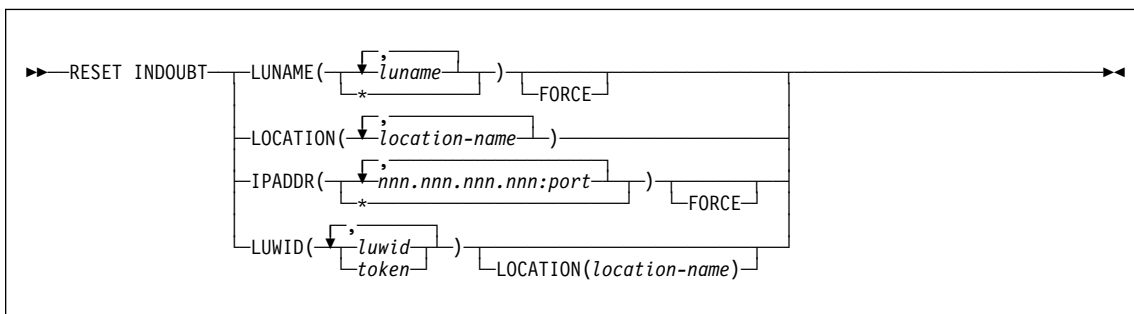 ,
RESET INDOUBT LUNAME( luname )
* FORCE
,
LOCATION( location-name )
,
IPADDR( nnn.nnn.nnn.nnn:port )
* FORCE
,
LUWID( luwid )
token LOCATION(location-name)